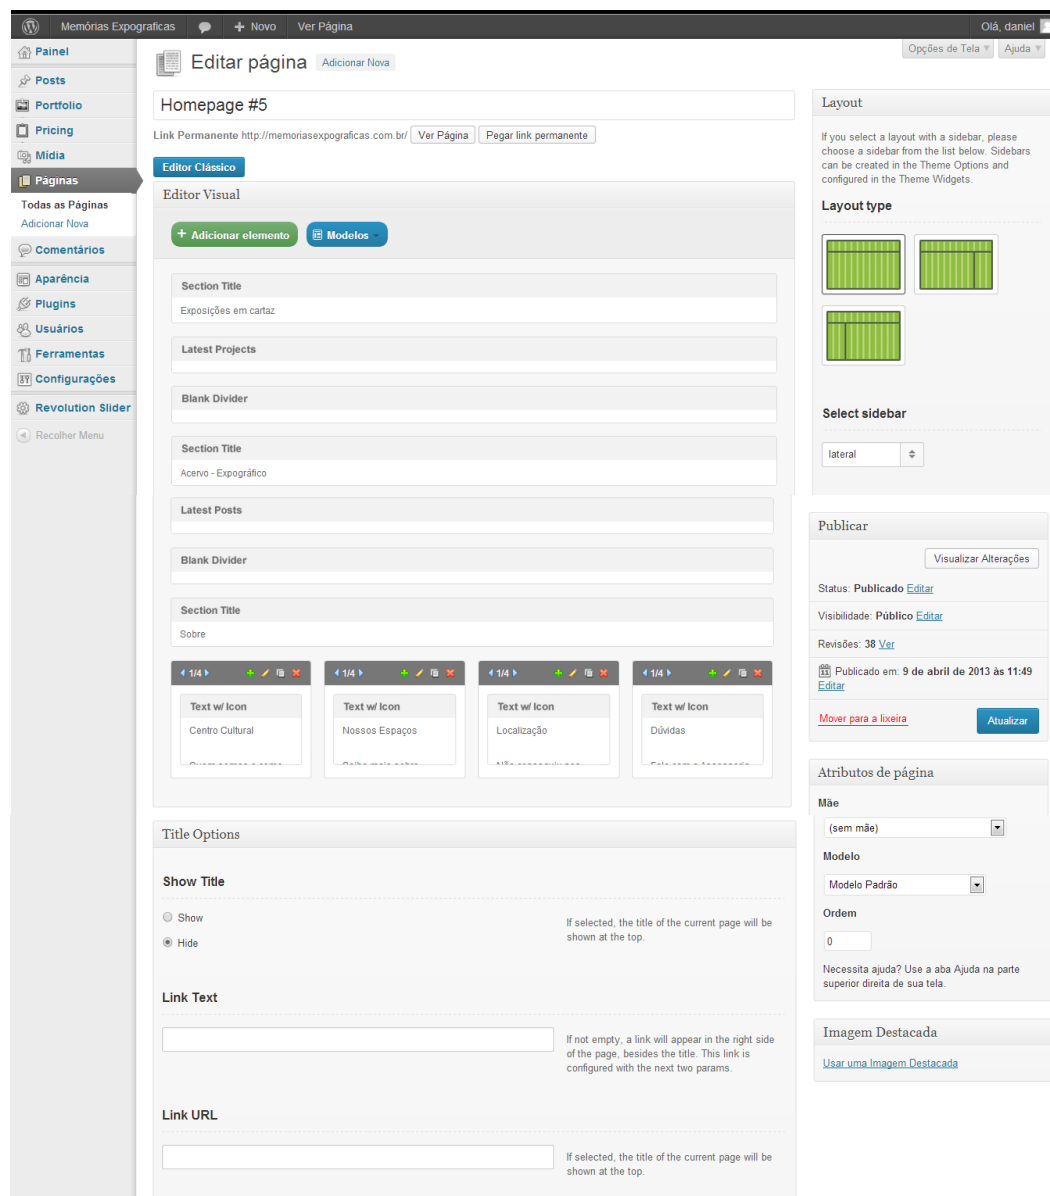 Memórias Expograficas
+ Novo
Ver Página
Olá, daniel
Painel
Posts
Portfolio
Pricing
Mídia
Páginas
Todas as Páginas
Adicionar Nova
Comentários
Aparência
Plugins
Usuários
Ferramentas
Configurações
Revolution Slider
Recolher Menu
Opções de Tela
Ajuda
Editar página
Adicionar Nova
Homepage #5
Link Permanente http://memoriasexpograficas.com.br/
Ver Página
Pegar link permanente
Editor Clássico
Editor Visual
+ Adicionar elemento
Modelos
Section Title
Exposições em cartaz
Latest Projects
Blank Divider
Section Title
Acervo - Expográfico
Latest Posts
Blank Divider
Section Title
Sobre
1/4
Text w/ Icon
Centro Cultural
Quem somos e como
1/4
Text w/ Icon
Nossos Espaços
Saiba mais sobre
1/4
Text w/ Icon
Localização
Não conseguiu nos
1/4
Text w/ Icon
Dúvidas
Fale com a Assessoria
Title Options
Show Title
Show
Hide
If selected, the title of the current page will be
shown at the top.
Link Text
If not empty, a link will appear in the right side
of the page, besides the title. This link is
configured with the next two params.
Link URL
If selected, the title of the current page will be
shown at the top.
Layout
If you select a layout with a sidebar, please
choose a sidebar from the list below. Sidebars
can be created in the Theme Options and
configured in the Theme Widgets.
Layout type
Select sidebar
lateral
Publicar
Visualizar Alterações
Status: Publicado Editar
Visibilidade: Público Editar
Revisões: 38 Ver
Publicado em: 9 de abril de 2013 às 11:49
Editar
Mover para a lixeira
Atualizar
Atributos de página
Mãe
(sem mãe)
Modelo
Modelo Padrão
Ordem
0
Necessita ajuda? Use a aba Ajuda na parte
superior direita de sua tela.
Imagem Destacada
Usar uma Imagem Destacada